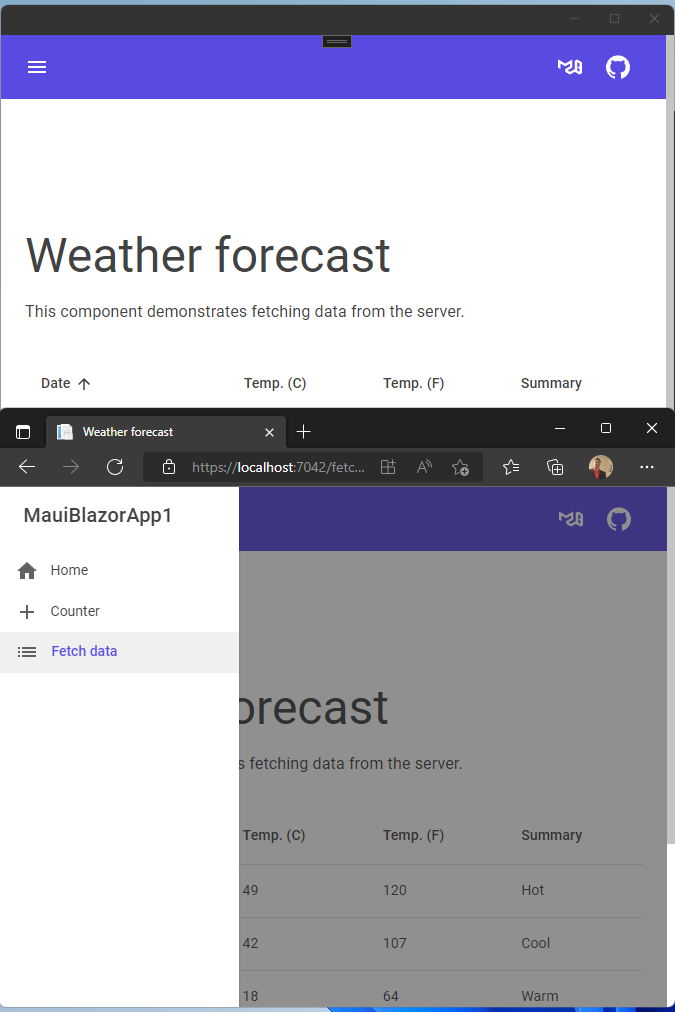 Weather forecast
This component demonstrates fetching data from the server.
Date Temp. (C) Temp. (F) Summary
Weather forecast
https://localhost:7042/fetc...
MauiBlazorApp1
Home
Counter
Fetch data
orecast
s fetching data from the server.
Temp. (C) Temp. (F) Summary
49 120 Hot
42 107 Cool
18 64 Warm